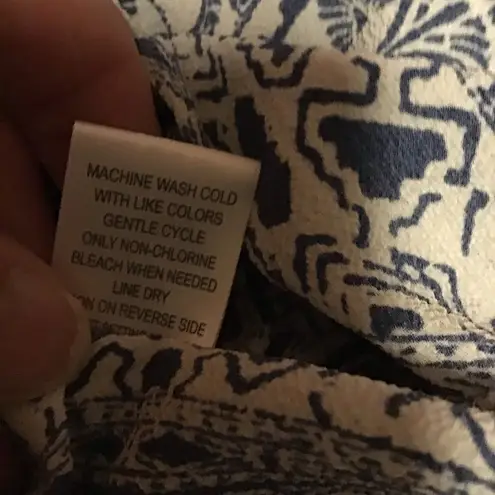 MACHINE WASH COLD
WITH LIKE COLORS
GENTLE CYCLE
ONLY NON-CHLORINE
BLEACH WHEN NEEDED
LINE DRY
ON ON REVERSE SIDE